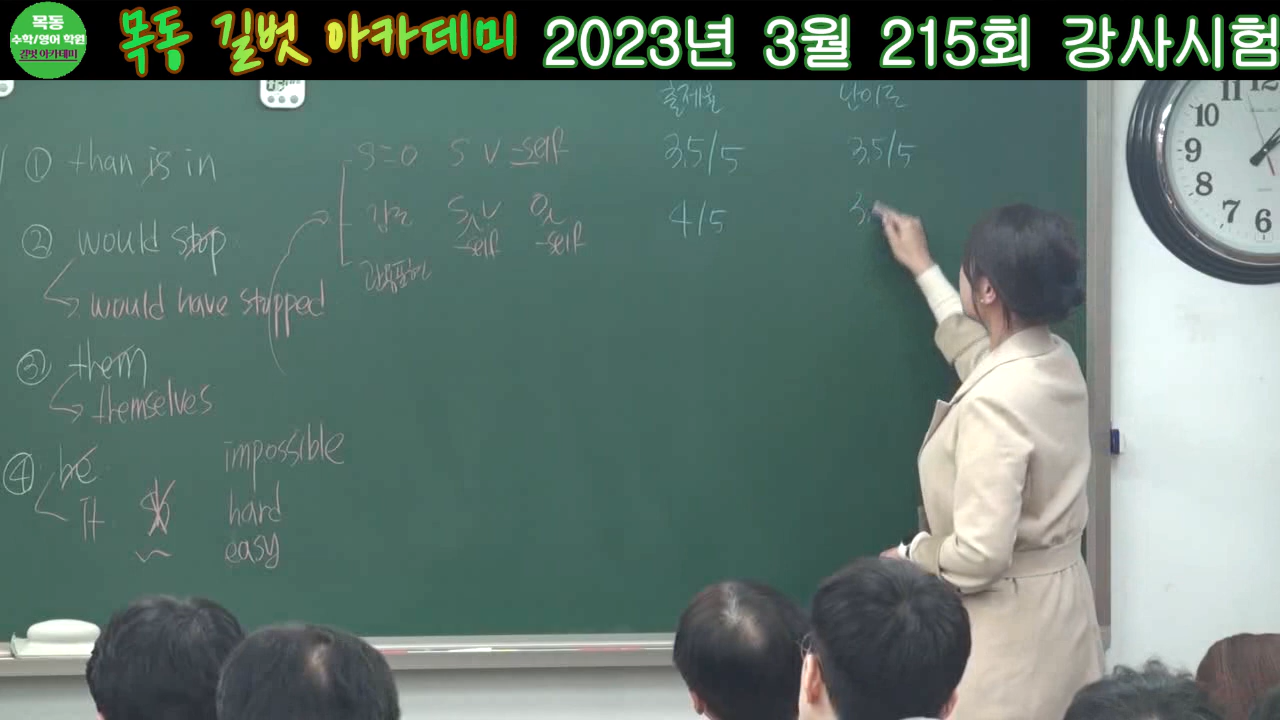 목동
수학/영어 학원
길벗 아카데미
목동 길벗 아카데미 2023년 3월 215회 강사시험
11 12
10
9
8
7
6
출제율 난이도
① than is in
S=O S V -self
3.5/5 3.5/5
강조 S V O
-self -self
4/5 3.
관용표현
② would stop
would have stopped
③ them
themselves
④ be
It
impossible
hard
easy